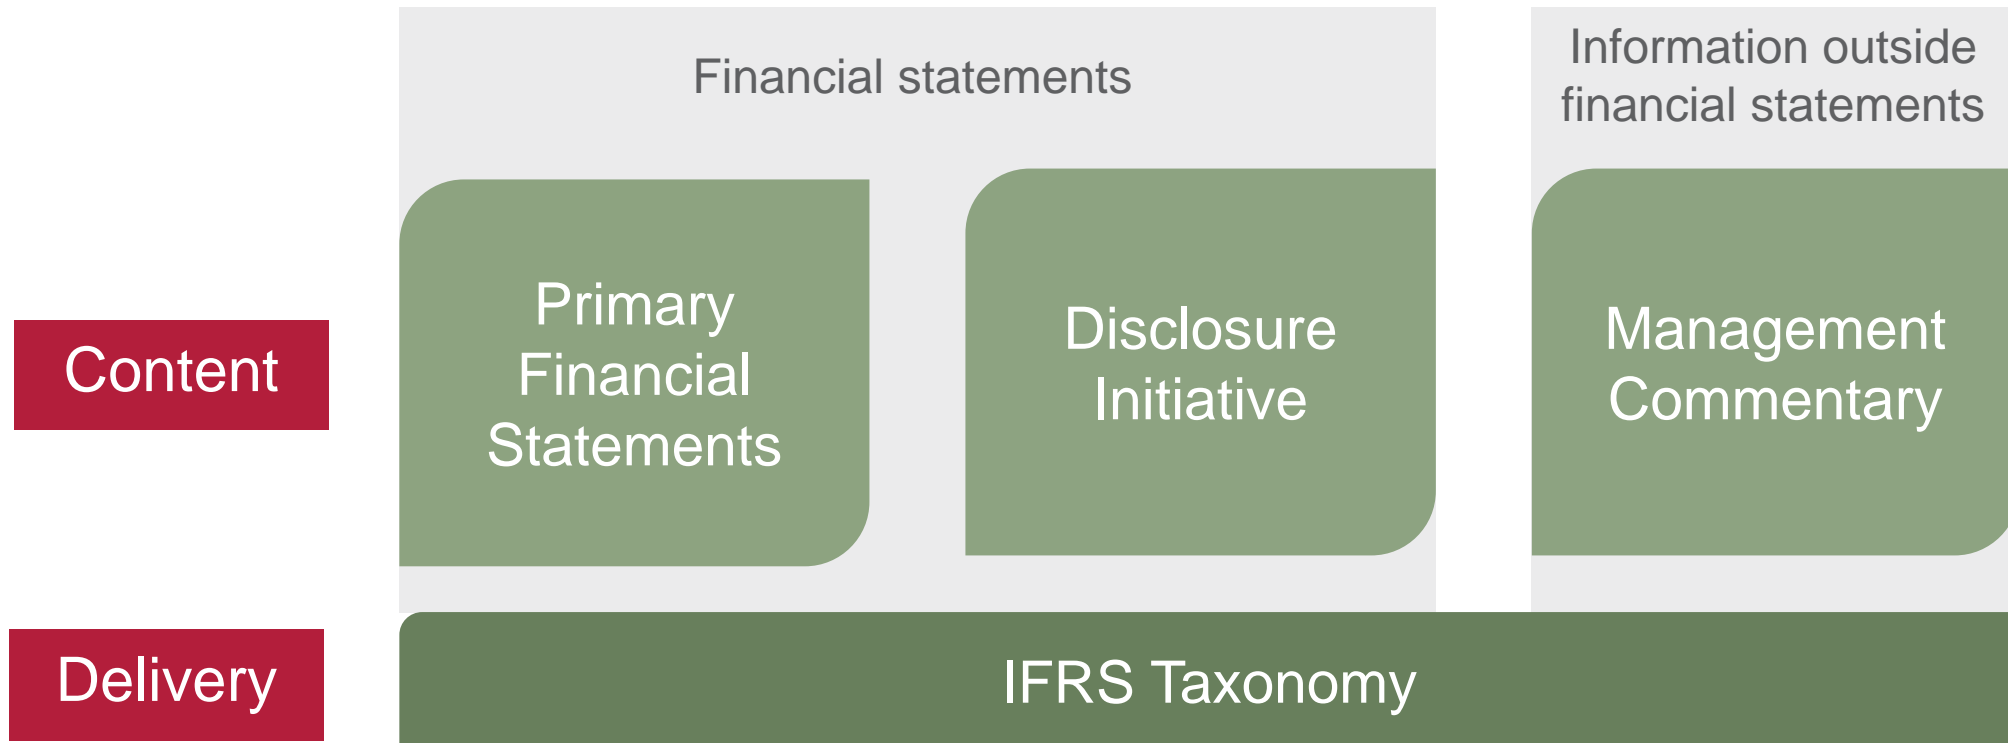 Financial statements
Information outside
financial statements
Content
Primary
Financial
Statements
Disclosure
Initiative
Management
Commentary
Delivery
IFRS Taxonomy